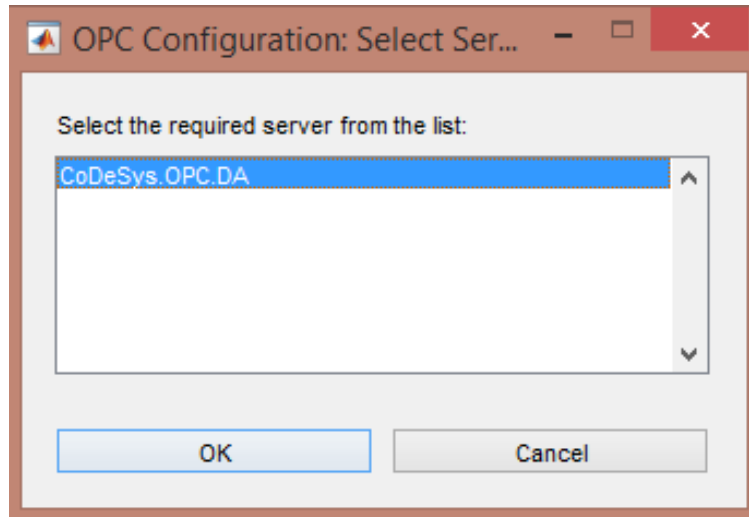 OPC Configuration: Select Ser...
Select the required server from the list:
CoDeSys.OPC.DA
OK
Cancel